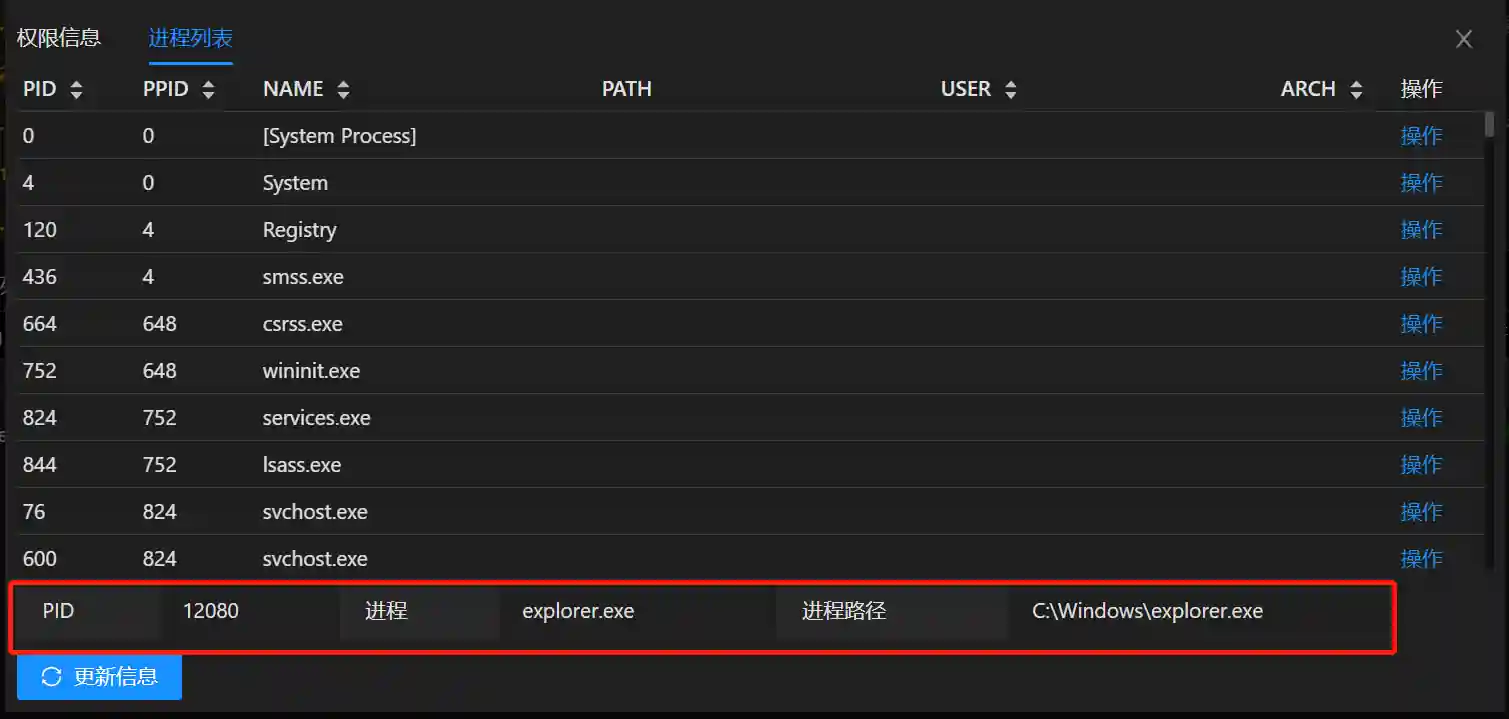 权限信息 进程列表
PID PPID NAME PATH USER ARCH 操作
0 0 [System Process] 操作
4 0 System 操作
120 4 Registry 操作
436 4 smss.exe 操作
664 648 csrss.exe 操作
752 648 wininit.exe 操作
824 752 services.exe 操作
844 752 lsass.exe 操作
76 824 svchost.exe 操作
600 824 svchost.exe 操作
PID 12080 进程 explorer.exe 进程路径 C:\Windows\explorer.exe
更新信息